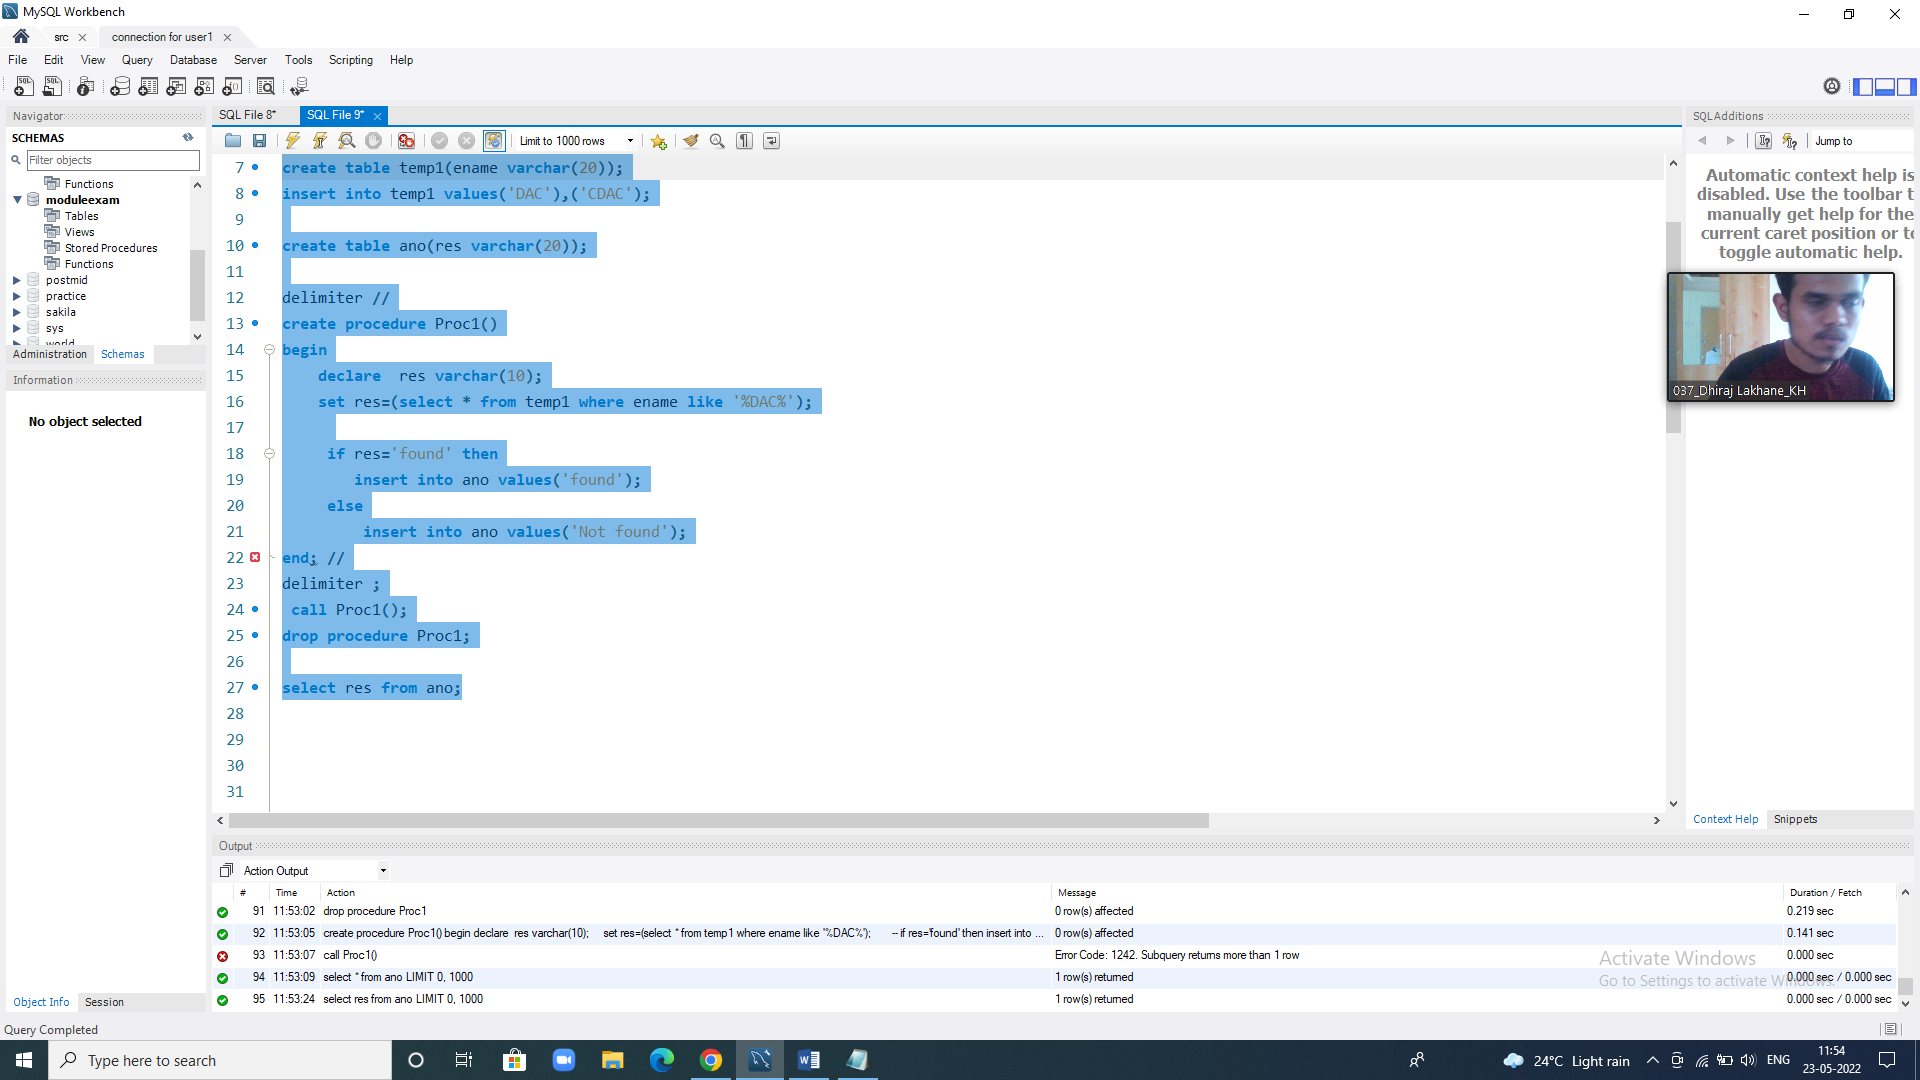 MySQL Workbench
src
connection for user1
File Edit View Query Database Server Tools Scripting Help
Navigator
SCHEMAS
Filter objects
Functions
moduleexam
Tables
Views
Stored Procedures
Functions
postmid
practice
sakila
sys
world
Administration Schemas
Information
No object selected
Object Info Session
SQL File 8*
SQL File 9*
Limit to 1000 rows
7 create table temp1(ename varchar(20));
8 insert into temp1 values('DAC'),('CDAC');
9
10 create table ano(res varchar(20));
11
12 delimiter //
13 create procedure Proc1()
14 begin
15 declare  res varchar(10);
16 set res=(select * from temp1 where ename like '%DAC%');
17
18 if res='found' then
19 insert into ano values('found');
20 else
21 insert into ano values('Not found');
22 end; //
23 delimiter ;
24 call Proc1();
25 drop procedure Proc1;
26
27 select res from ano;
28
29
30
31
SQLAdditions
Jump to
Automatic context help is
disabled. Use the toolbar t
manually get help for the
current caret position or to
toggle automatic help.
037_Dhiraj Lakhane_KH
Context Help Snippets
Output
Action Output
# Time Action Message Duration / Fetch
91 11:53:02 drop procedure Proc1 0 row(s) affected 0.219 sec
92 11:53:05 create procedure Proc1() begin declare  res varchar(10); set res=(select * from temp1 where ename like '%DAC%'); -- if res='found' then insert into ... 0 row(s) affected 0.141 sec
93 11:53:07 call Proc1() Error Code: 1242. Subquery returns more than 1 row 0.000 sec
94 11:53:09 select * from ano LIMIT 0, 1000 1 row(s) returned 0.000 sec / 0.000 sec
95 11:53:24 select res from ano LIMIT 0, 1000 1 row(s) returned 0.000 sec / 0.000 sec
Activate Windows
Go to Settings to activate Windows.
Query Completed
Type here to search
24°C Light rain
ENG
11:54
23-05-2022